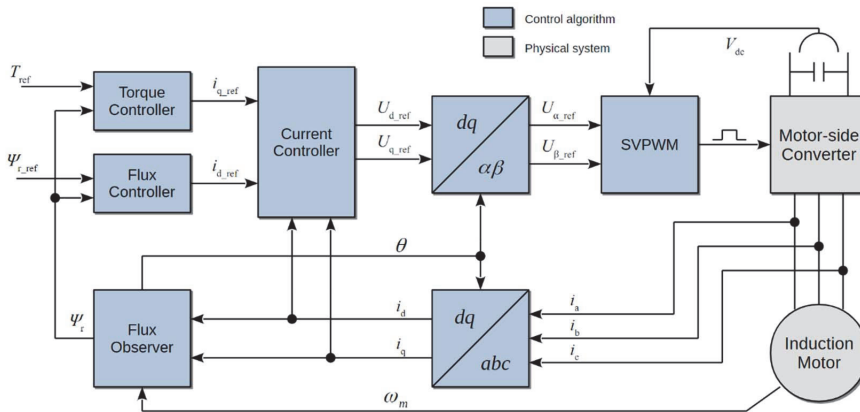 Control algorithm
Physical system
V_dc
T_ref
Torque
Controller
i_q_ref
Current
Controller
U_d_ref
U_q_ref
dq
αβ
U_α_ref
U_β_ref
SVPWM
Motor-side
Converter
Ψ_r_ref
Flux
Controller
i_d_ref
θ
Ψ_r
Flux
Observer
i_d
i_q
dq
abc
i_a
i_b
i_c
Induction
Motor
ω_m